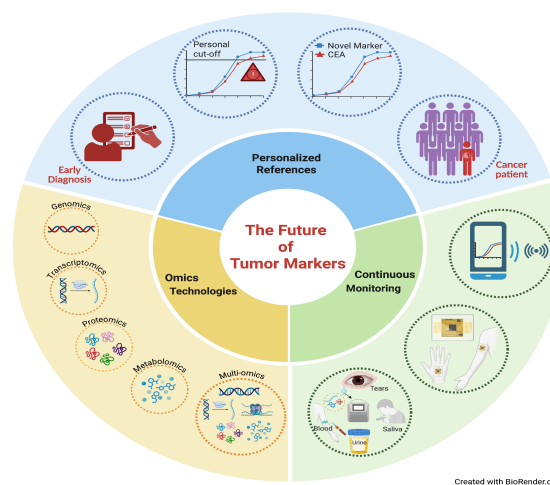 Personal
cut-off
Novel Marker
CEA
Early
Diagnosis
Cancer
patient
Personalized
References
The Future
of
Tumor Markers
Omics
Technologies
Continuous
Monitoring
Genomics
Transcriptomics
Proteomics
Metabolomics
Multi-omics
Tears
Blood
Saliva
Urine
Created with BioRender.c